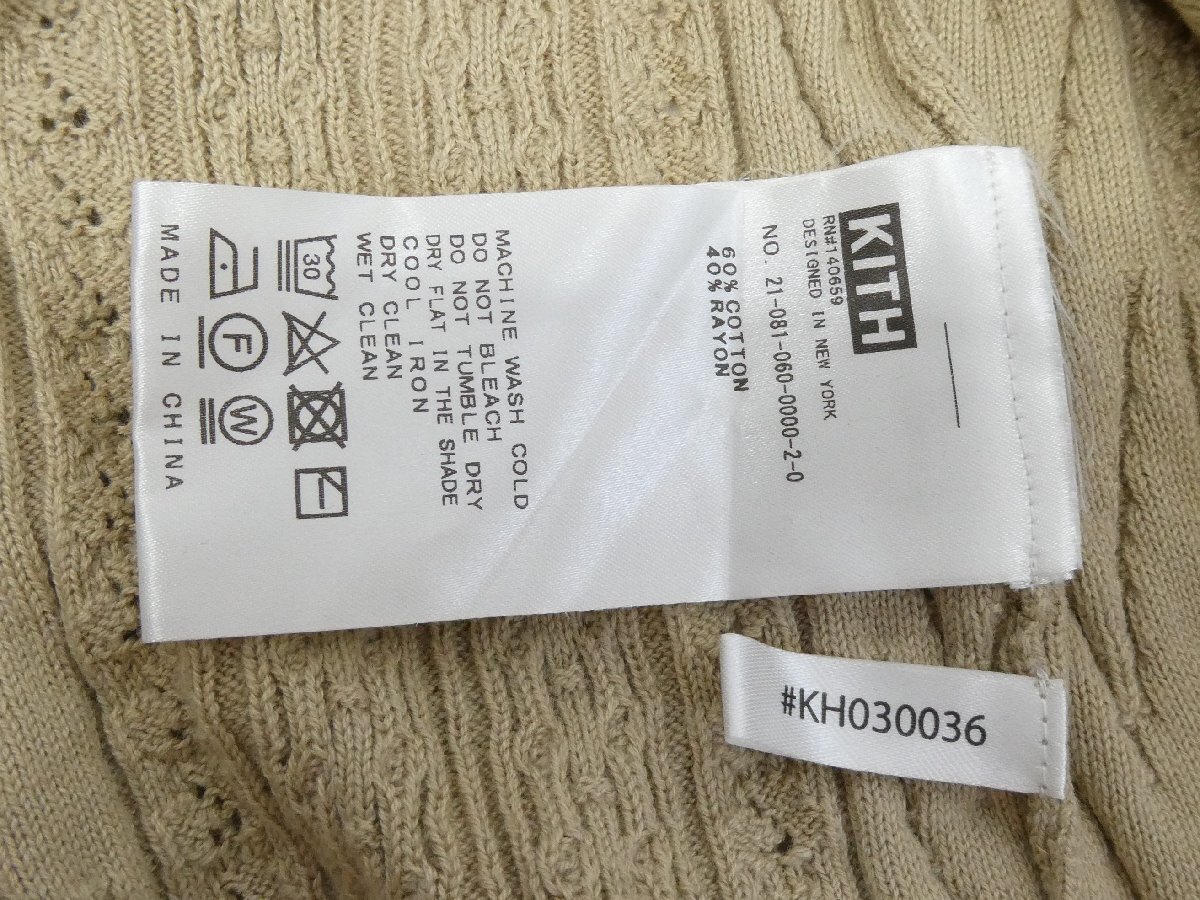 KITH
RN#140659
DESIGNED IN NEW YORK
NO. 21-081-060-0000-2-0
60% COTTON
40% RAYON
MACHINE WASH COLD
DO NOT BLEACH
DO NOT TUMBLE DRY
DRY FLAT IN THE SHADE
COOL IRON
DRY CLEAN
WET CLEAN
30
F
W
MADE IN CHINA
#KH030036